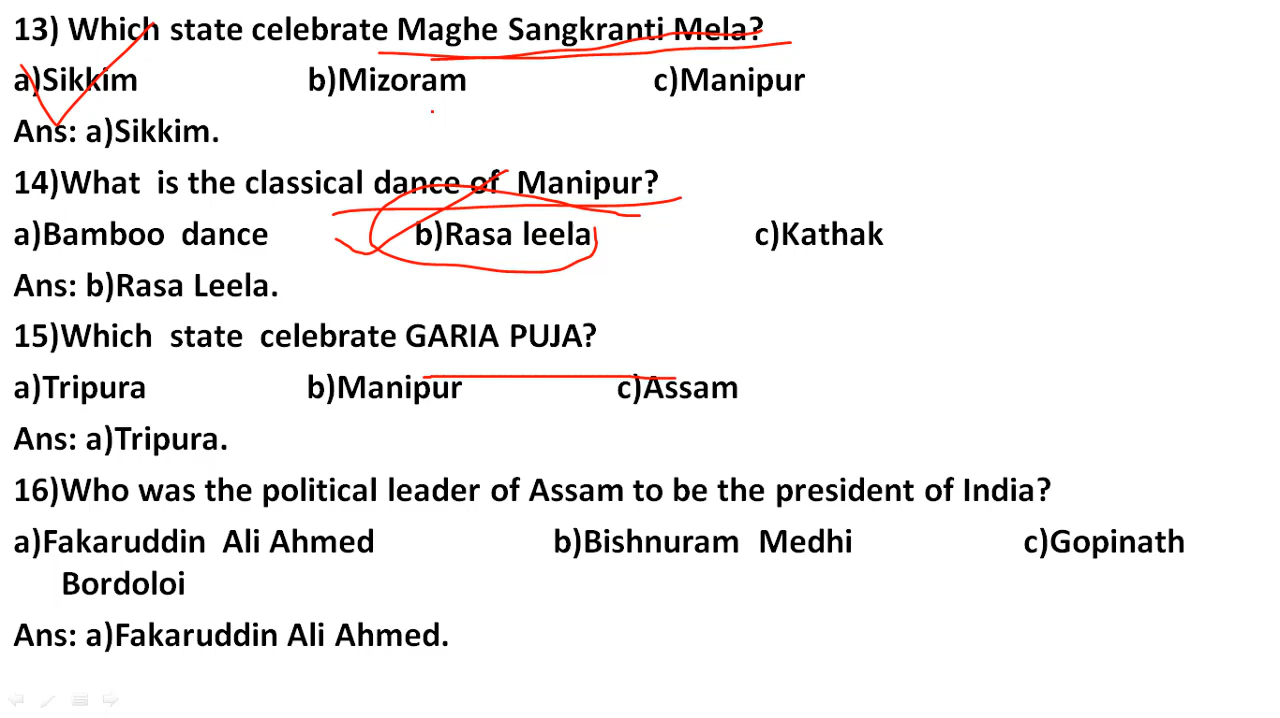 13) Which state celebrate Maghe Sangkranti Mela?
a)Sikkim b)Mizoram c)Manipur
Ans: a)Sikkim.
14)What is the classical dance of Manipur?
a)Bamboo dance b)Rasa leela c)Kathak
Ans: b)Rasa Leela.
15)Which state celebrate GARIA PUJA?
a)Tripura b)Manipur c)Assam
Ans: a)Tripura.
16)Who was the political leader of Assam to be the president of India?
a)Fakaruddin Ali Ahmed b)Bishnuram Medhi c)Gopinath
Bordoloi
Ans: a)Fakaruddin Ali Ahmed.